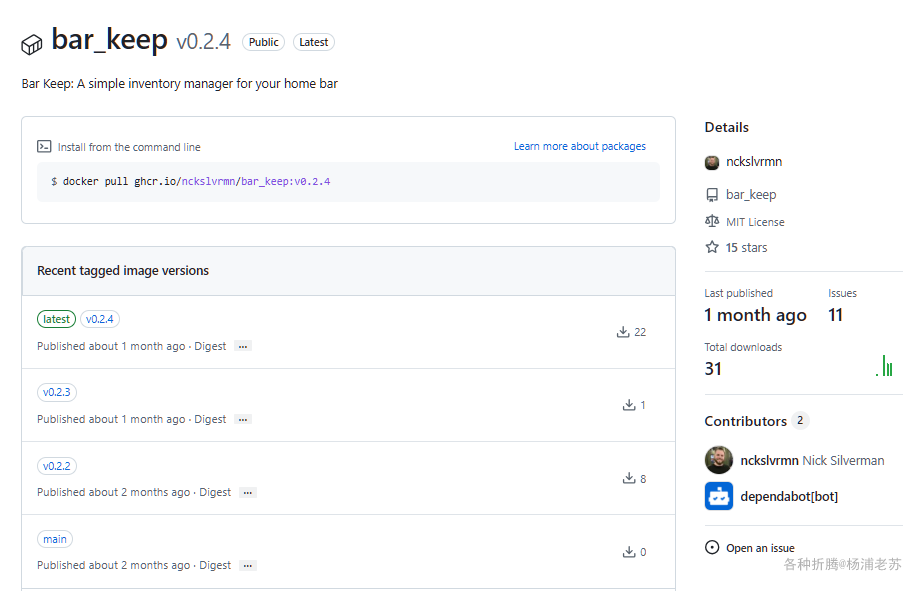 bar_keep v0.2.4 Public Latest
Bar Keep: A simple inventory manager for your home bar
Install from the command line
Learn more about packages
$ docker pull ghcr.io/nckslvrmn/bar_keep:v0.2.4
Recent tagged image versions
latest v0.2.4
Published about 1 month ago · Digest ...
22
v0.2.3
Published about 1 month ago · Digest ...
1
v0.2.2
Published about 2 months ago · Digest ...
8
main
Published about 2 months ago · Digest ...
0
Details
nckslvrmn
bar_keep
MIT License
15 stars
Last published
1 month ago
Issues
11
Total downloads
31
Contributors 2
nckslvrmn Nick Silverman
dependabot[bot]
Open an issue
各种折腾@杨浦老苏